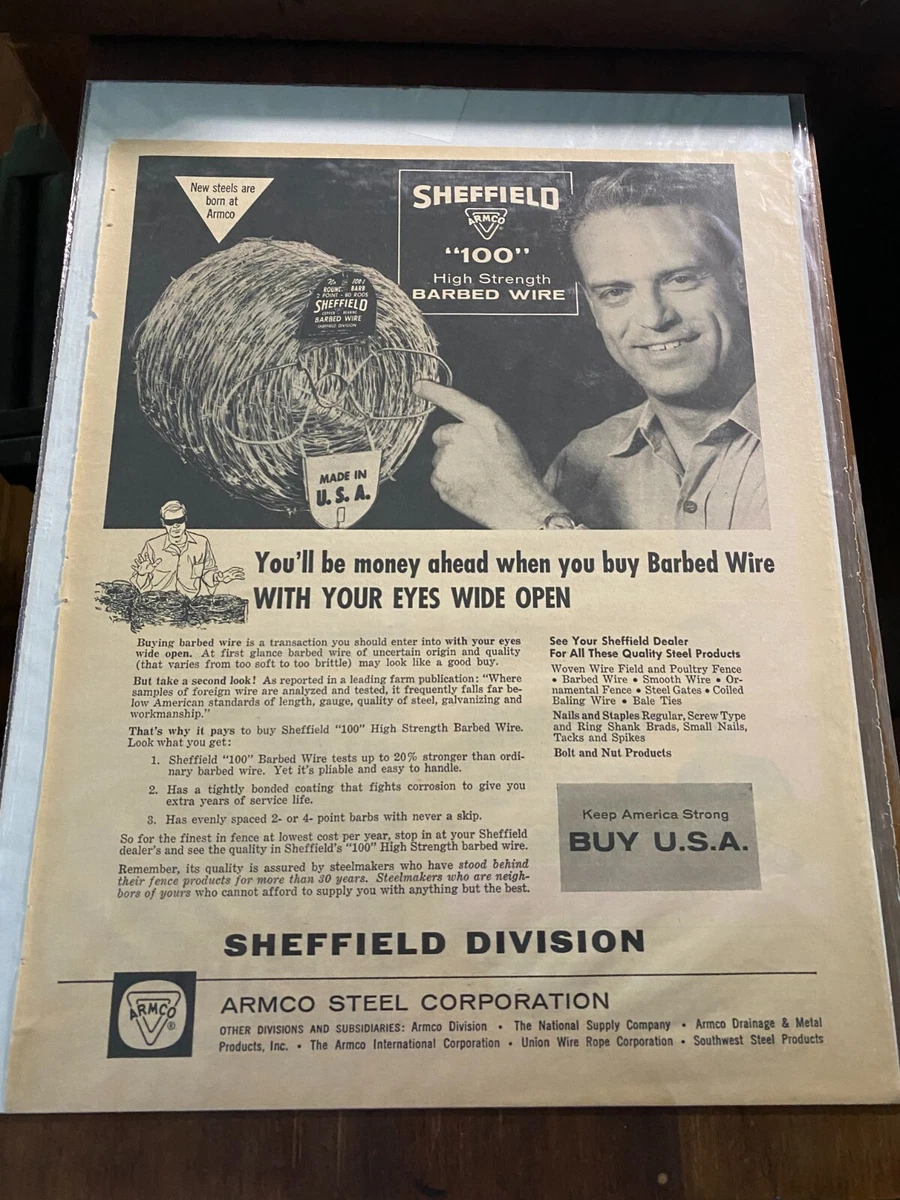 New steels are
born at
Armco
SHEFFIELD
ARMCO
®
"100"
High Strength
BARBED WIRE
ROUND BARB
2 POINT - 80 RODS
SHEFFIELD
BARBED WIRE
SHEFFIELD DIVISION
MADE IN
U. S. A.
You'll be money ahead when you buy Barbed Wire
WITH YOUR EYES WIDE OPEN
Buying barbed wire is a transaction you should enter into with your eyes
wide open. At first glance barbed wire of uncertain origin and quality
(that varies from too soft to too brittle) may look like a good buy.
But take a second look! As reported in a leading farm publication: "Where
samples of foreign wire are analyzed and tested, it frequently falls far be-
low American standards of length, gauge, quality of steel, galvanizing and
workmanship."
That's why it pays to buy Sheffield "100" High Strength Barbed Wire.
Look what you get:
1. Sheffield "100" Barbed Wire tests up to 20% stronger than ordi-
nary barbed wire. Yet it's pliable and easy to handle.
2. Has a tightly bonded coating that fights corrosion to give you
extra years of service life.
3. Has evenly spaced 2- or 4- point barbs with never a skip.
So for the finest in fence at lowest cost per year, stop in at your Sheffield
dealer's and see the quality in Sheffield's "100" High Strength barbed wire.
Remember, its quality is assured by steelmakers who have stood behind
their fence products for more than 30 years. Steelmakers who are neigh-
bors of yours who cannot afford to supply you with anything but the best.
See Your Sheffield Dealer
For All These Quality Steel Products
Woven Wire Field and Poultry Fence
• Barbed Wire • Smooth Wire • Or-
namental Fence • Steel Gates • Coiled
Baling Wire • Bale Ties
Nails and Staples Regular, Screw Type
and Ring Shank Brads, Small Nails,
Tacks and Spikes
Bolt and Nut Products
Keep America Strong
BUY U.S.A.
SHEFFIELD DIVISION
ARMCO
®
ARMCO STEEL CORPORATION
OTHER DIVISIONS AND SUBSIDIARIES: Armco Division • The National Supply Company • Armco Drainage & Metal
Products, Inc. • The Armco International Corporation • Union Wire Rope Corporation • Southwest Steel Products